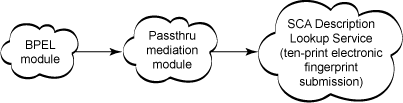 BPEL
module
Passthru
mediation
module
SCA Description
Lookup Service
(ten-print electronic
fingerprint
submission)